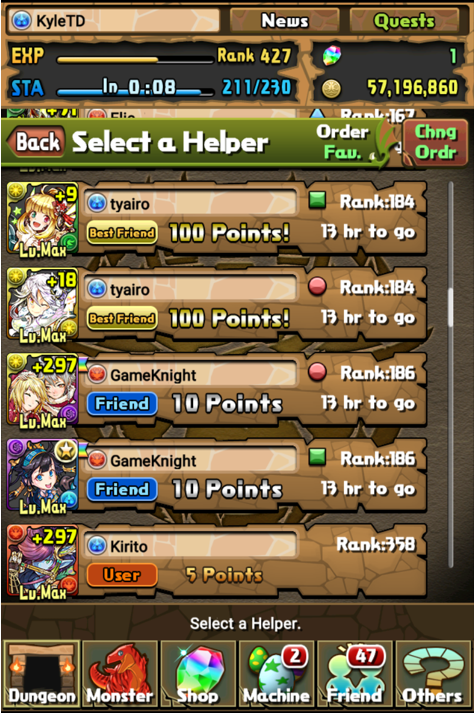 KyleTD News Quests
EXP Rank 427 1
STA In 0:08 211/230 57,196,860
Elie Rank:167
Back Select a Helper Order Fav. Chng Ordr
+9 tyairo Rank:184
Lv.Max Best Friend 100 Points! 13 hr to go
+18 tyairo Rank:184
Lv.Max Best Friend 100 Points! 13 hr to go
+297 GameKnight Rank:186
Lv.Max Friend 10 Points 13 hr to go
GameKnight Rank:186
Lv.Max Friend 10 Points 13 hr to go
+297 Kirito Rank:358
Lv.Max User 5 Points
Select a Helper.
2 47
Dungeon Monster Shop Machine Friend Others